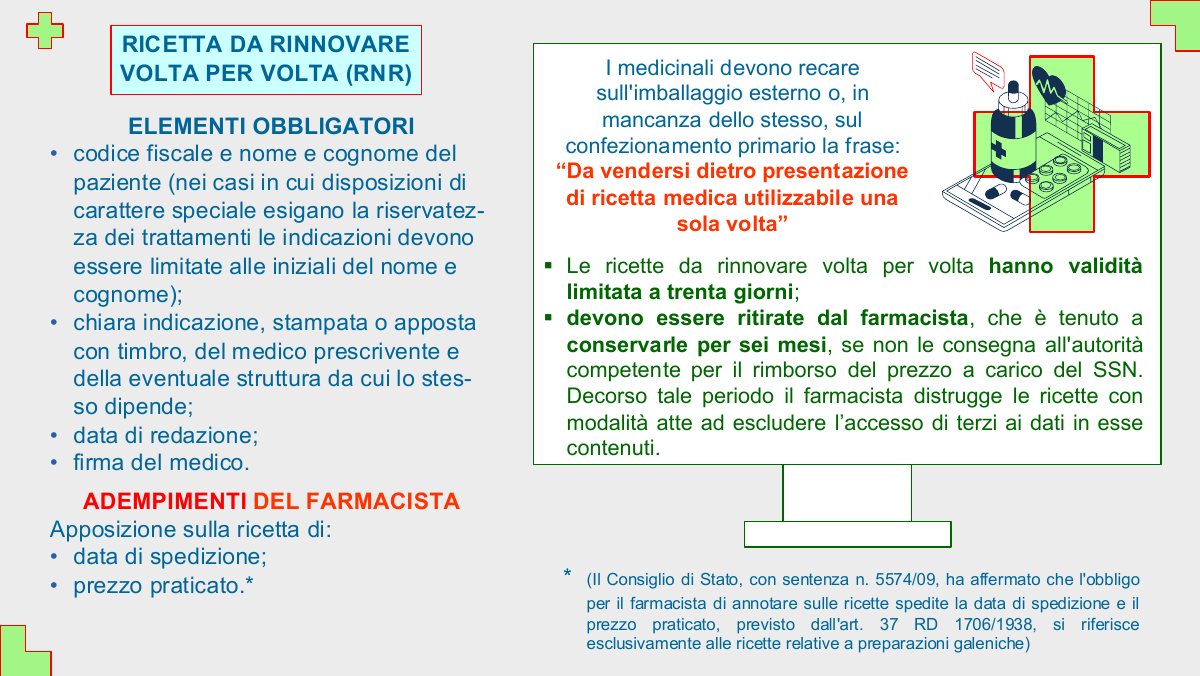 RICETTA DA RINNOVARE
VOLTA PER VOLTA (RNR)
ELEMENTI OBBLIGATORI
• codice fiscale e nome e cognome del
paziente (nei casi in cui disposizioni di
carattere speciale esigano la riservatez-
za dei trattamenti le indicazioni devono
essere limitate alle iniziali del nome e
cognome);
• chiara indicazione, stampata o apposta
con timbro, del medico prescrivente e
della eventuale struttura da cui lo stes-
so dipende;
• data di redazione;
• firma del medico.
ADEMPIMENTI DEL FARMACISTA
Apposizione sulla ricetta di:
• data di spedizione;
• prezzo praticato.*
I medicinali devono recare
sull'imballaggio esterno o, in
mancanza dello stesso, sul
confezionamento primario la frase:
“Da vendersi dietro presentazione
di ricetta medica utilizzabile una
sola volta”
▪ Le ricette da rinnovare volta per volta hanno validità
limitata a trenta giorni;
▪ devono essere ritirate dal farmacista, che è tenuto a
conservarle per sei mesi, se non le consegna all'autorità
competente per il rimborso del prezzo a carico del SSN.
Decorso tale periodo il farmacista distrugge le ricette con
modalità atte ad escludere l’accesso di terzi ai dati in esse
contenuti.
* (Il Consiglio di Stato, con sentenza n. 5574/09, ha affermato che l'obbligo
per il farmacista di annotare sulle ricette spedite la data di spedizione e il
prezzo praticato, previsto dall'art. 37 RD 1706/1938, si riferisce
esclusivamente alle ricette relative a preparazioni galeniche)